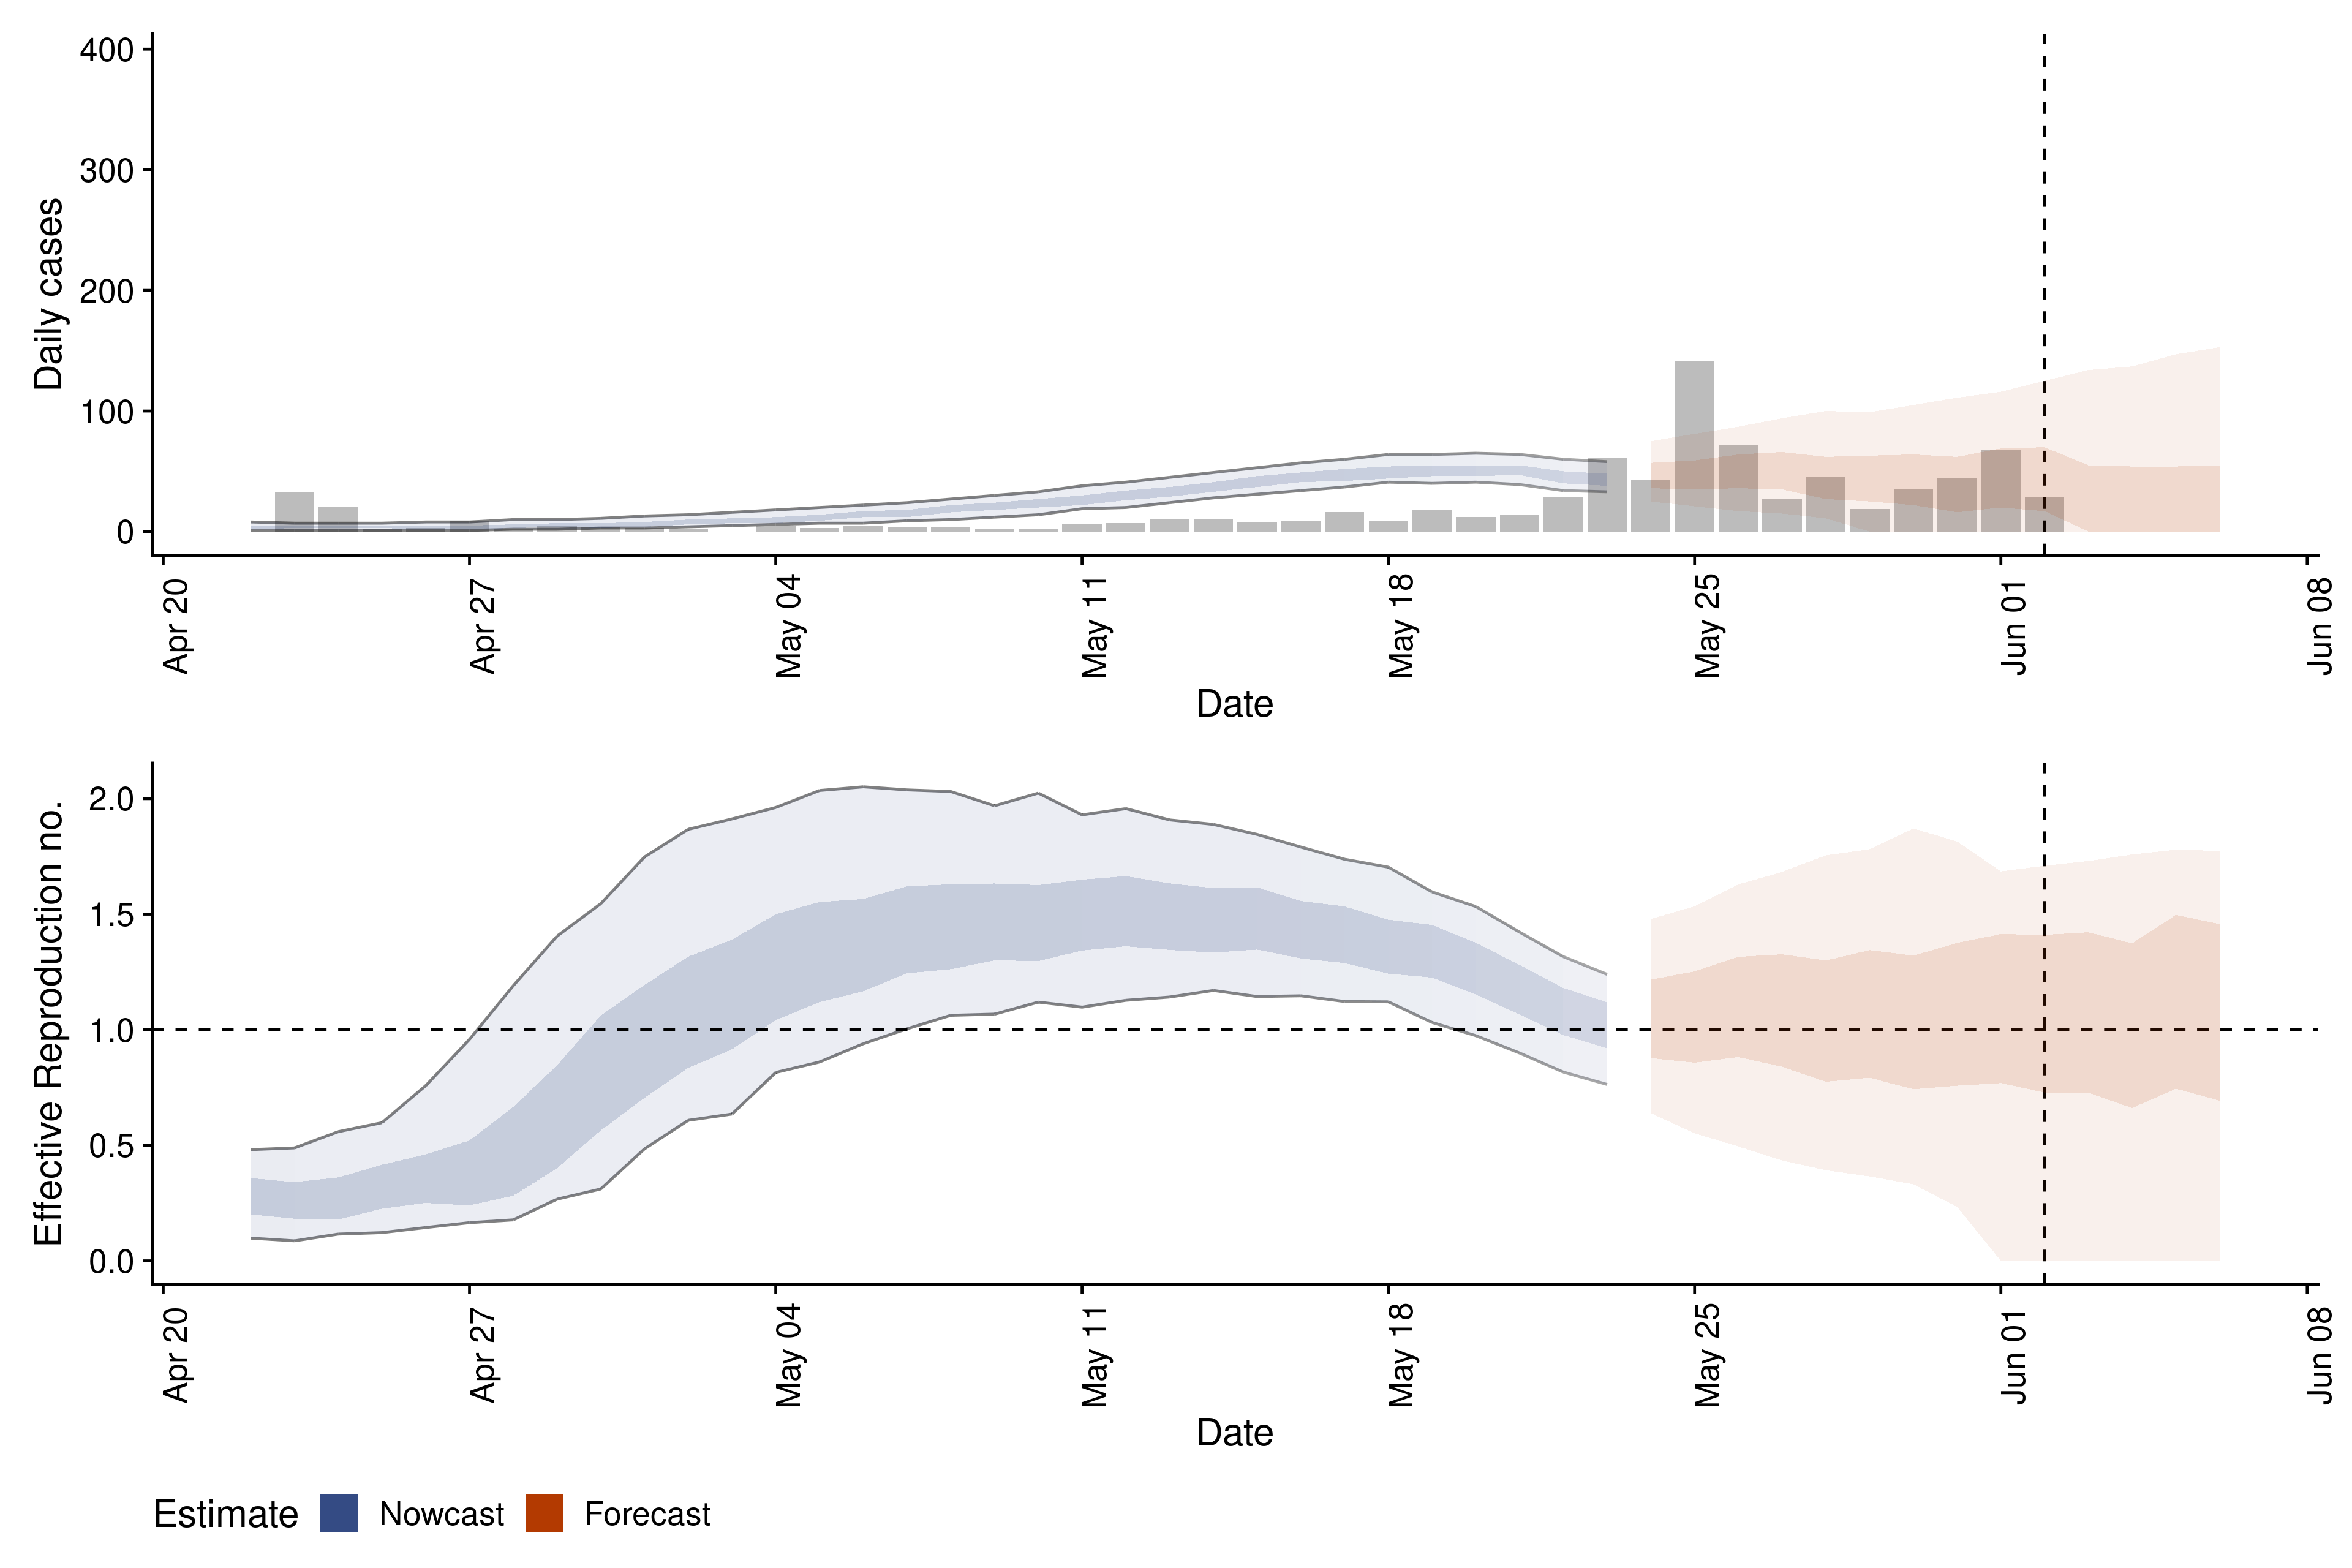 400
300
200
100
0
Daily cases
Apr 20
Apr 27
May 04
May 11
May 18
May 25
Jun 01
Jun 08
Date
2.0
1.5
1.0
0.5
0.0
Effective Reproduction no.
Apr 20
Apr 27
May 04
May 11
May 18
May 25
Jun 01
Jun 08
Date
Estimate Nowcast Forecast